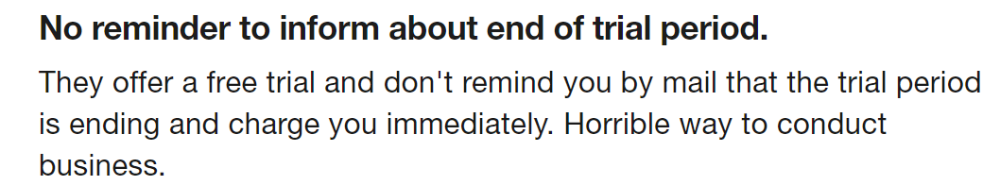 No reminder to inform about end of trial period.
They offer a free trial and don't remind you by mail that the trial period
is ending and charge you immediately. Horrible way to conduct
business.